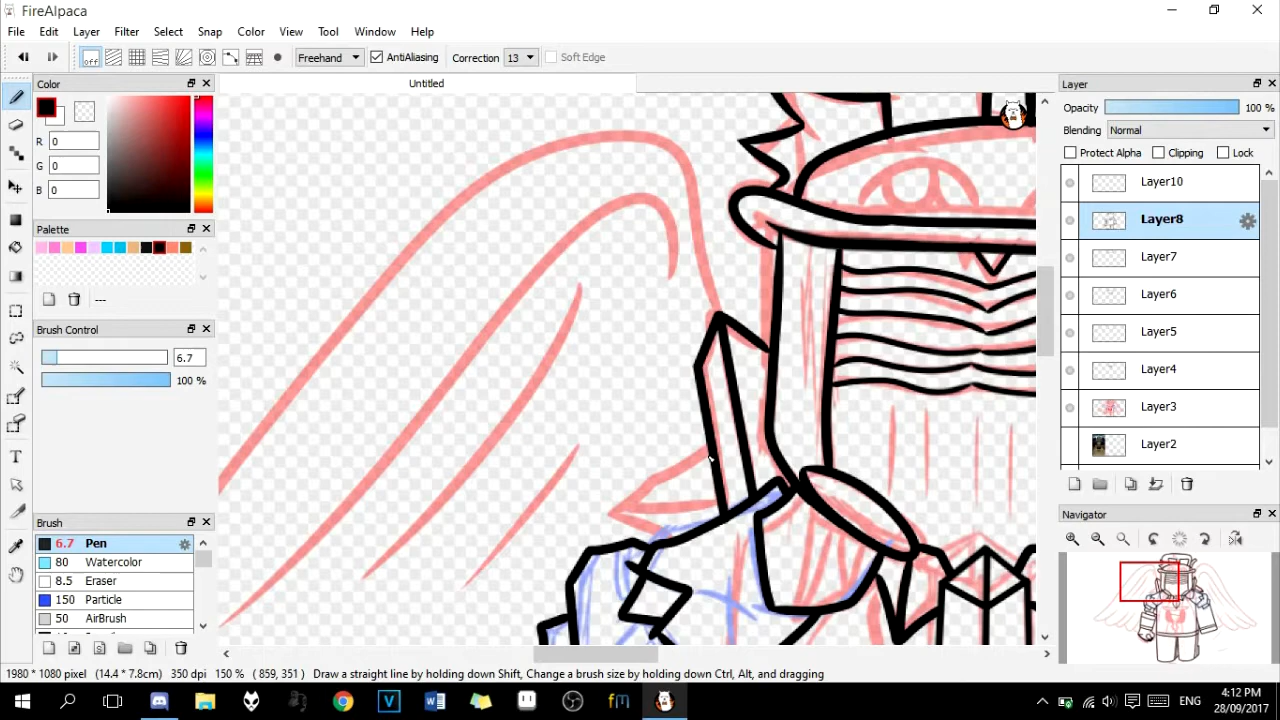 FireAlpaca
File Edit Layer Filter Select Snap Color View Tool Window Help
off Freehand AntiAliasing Correction 13 Soft Edge
Color
Untitled
Layer
R 0
G 0
B 0
Opacity 100 %
Blending Normal
Protect Alpha Clipping Lock
Layer10
Layer8
Layer7
Layer6
Layer5
Layer4
Layer3
Layer2
Palette
---
Brush Control
6.7
100 %
Brush
6.7 Pen
80 Watercolor
8.5 Eraser
150 Particle
50 AirBrush
Navigator
1980 * 1080 pixel (14.4 * 7.8cm) 350 dpi 150 % ( 859, 351 ) Draw a straight line by holding down Shift, Change a brush size by holding down Ctrl, Alt, and dragging
ENG
4:12 PM
28/09/2017